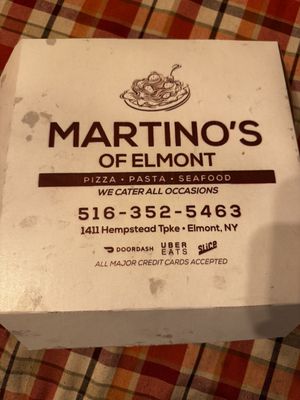 MARTINO'S
OF ELMONT
PIZZA • PASTA • SEAFOOD
WE CATER ALL OCCASIONS
516-352-5463
1411 Hempstead Tpke • Elmont, NY
DOORDASH UBER EATS slice
ALL MAJOR CREDIT CARDS ACCEPTED